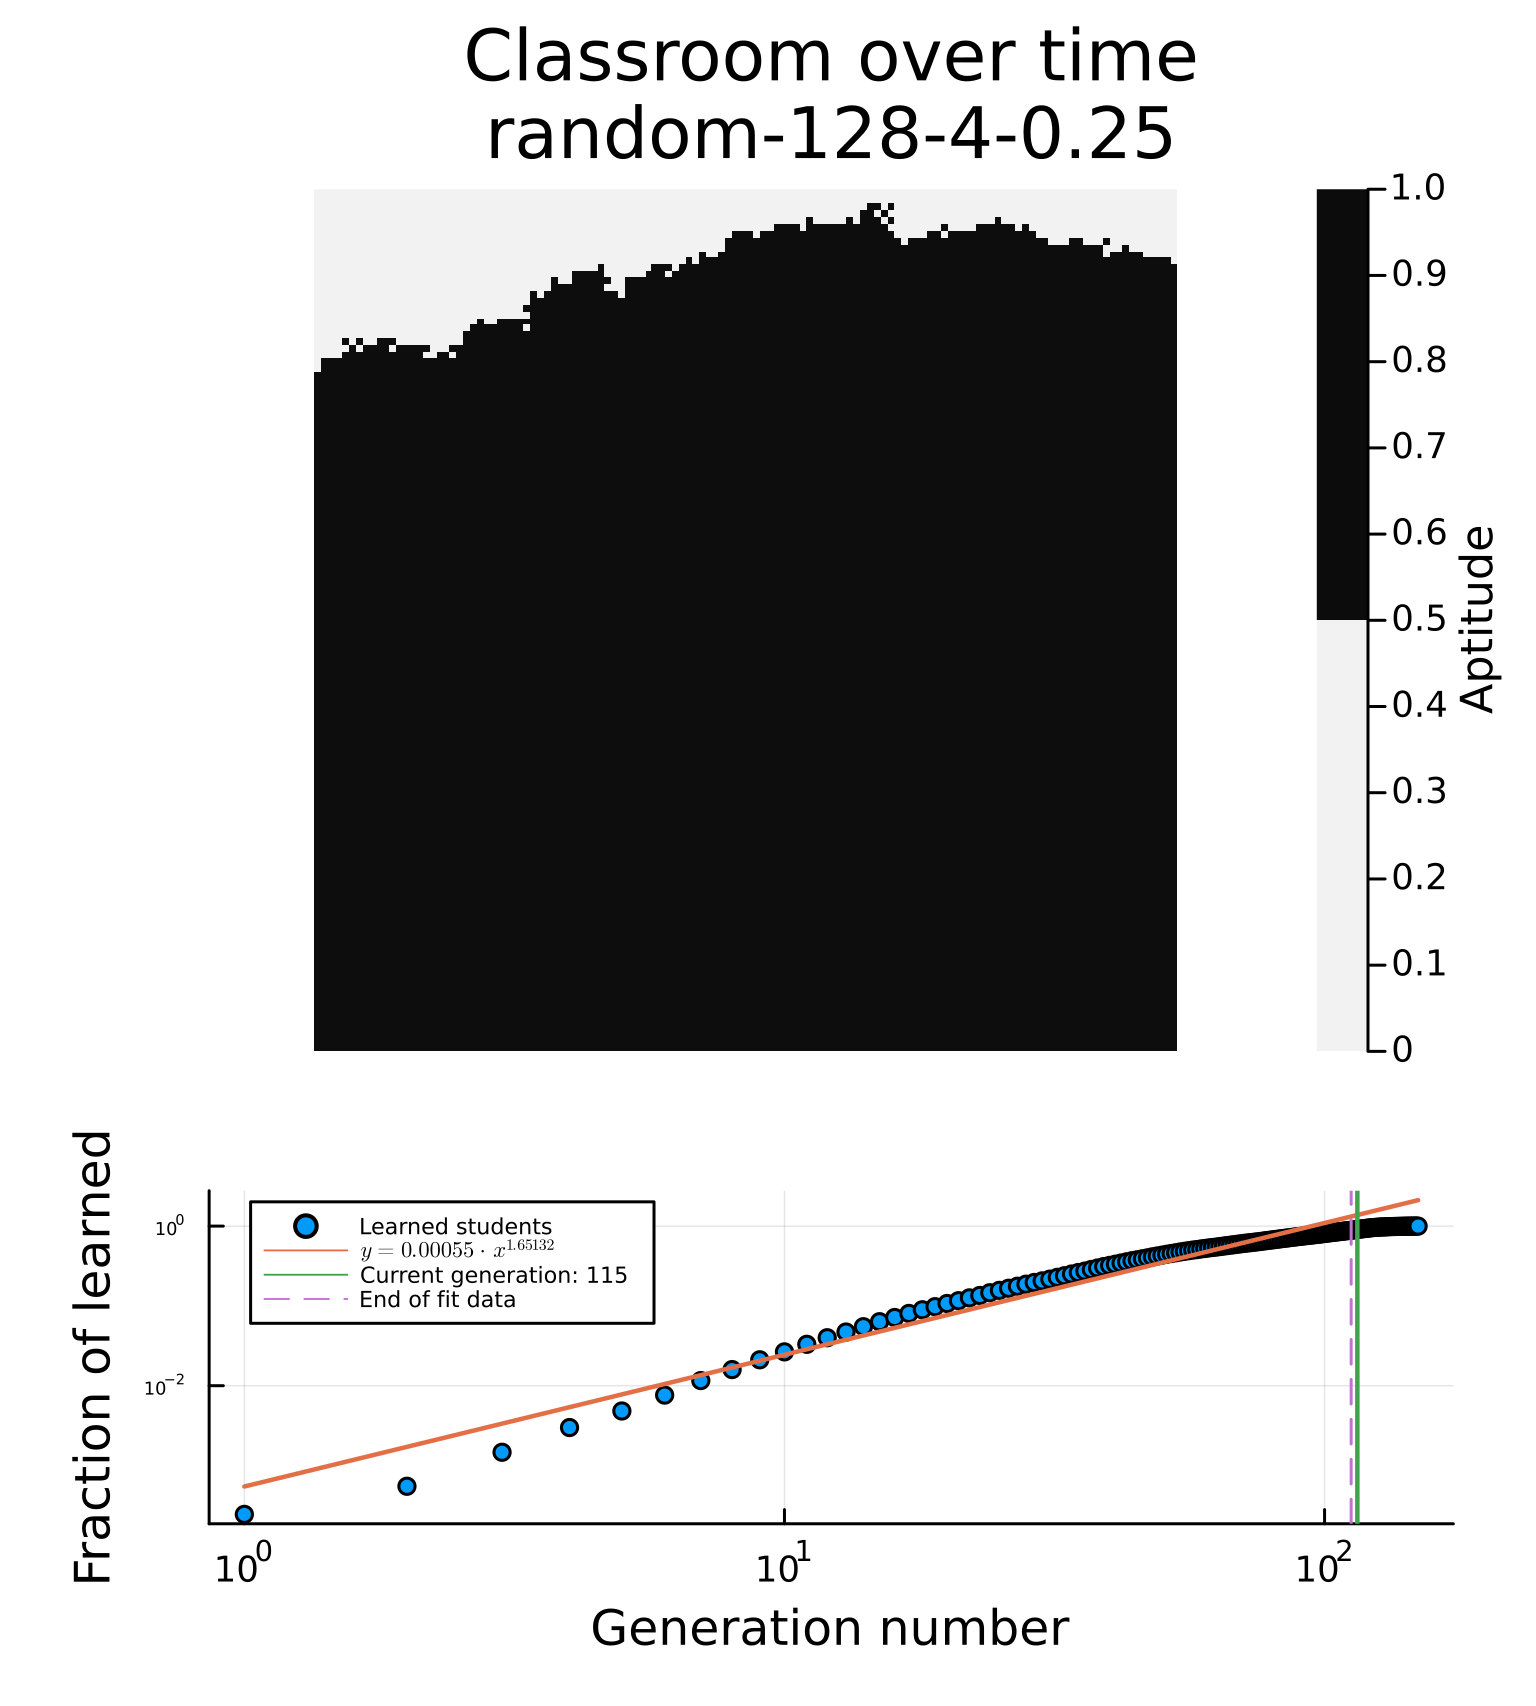 Classroom over time
random-128-4-0.25
1.0
0.9
0.8
0.7
0.6
0.5
0.4
0.3
0.2
0.1
0
Aptitude
Fraction of learned
10^0
10^-2
Learned students
y = 0.00055 · x^1.65132
Current generation: 115
End of fit data
10^0
10^1
10^2
Generation number